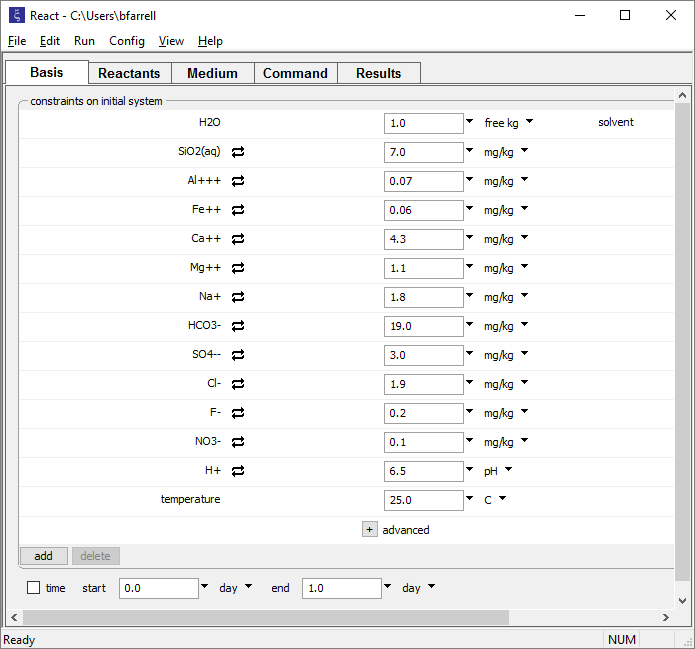 React - C:\Users\bfarrell
File Edit Run Config View Help
Basis Reactants Medium Command Results
constraints on initial system
H2O 1.0 free kg solvent
SiO2(aq) 7.0 mg/kg
Al+++ 0.07 mg/kg
Fe++ 0.06 mg/kg
Ca++ 4.3 mg/kg
Mg++ 1.1 mg/kg
Na+ 1.8 mg/kg
HCO3- 19.0 mg/kg
SO4-- 3.0 mg/kg
Cl- 1.9 mg/kg
F- 0.2 mg/kg
NO3- 0.1 mg/kg
H+ 6.5 pH
temperature 25.0 C
+ advanced
add delete
time start 0.0 day end 1.0 day
Ready NUM